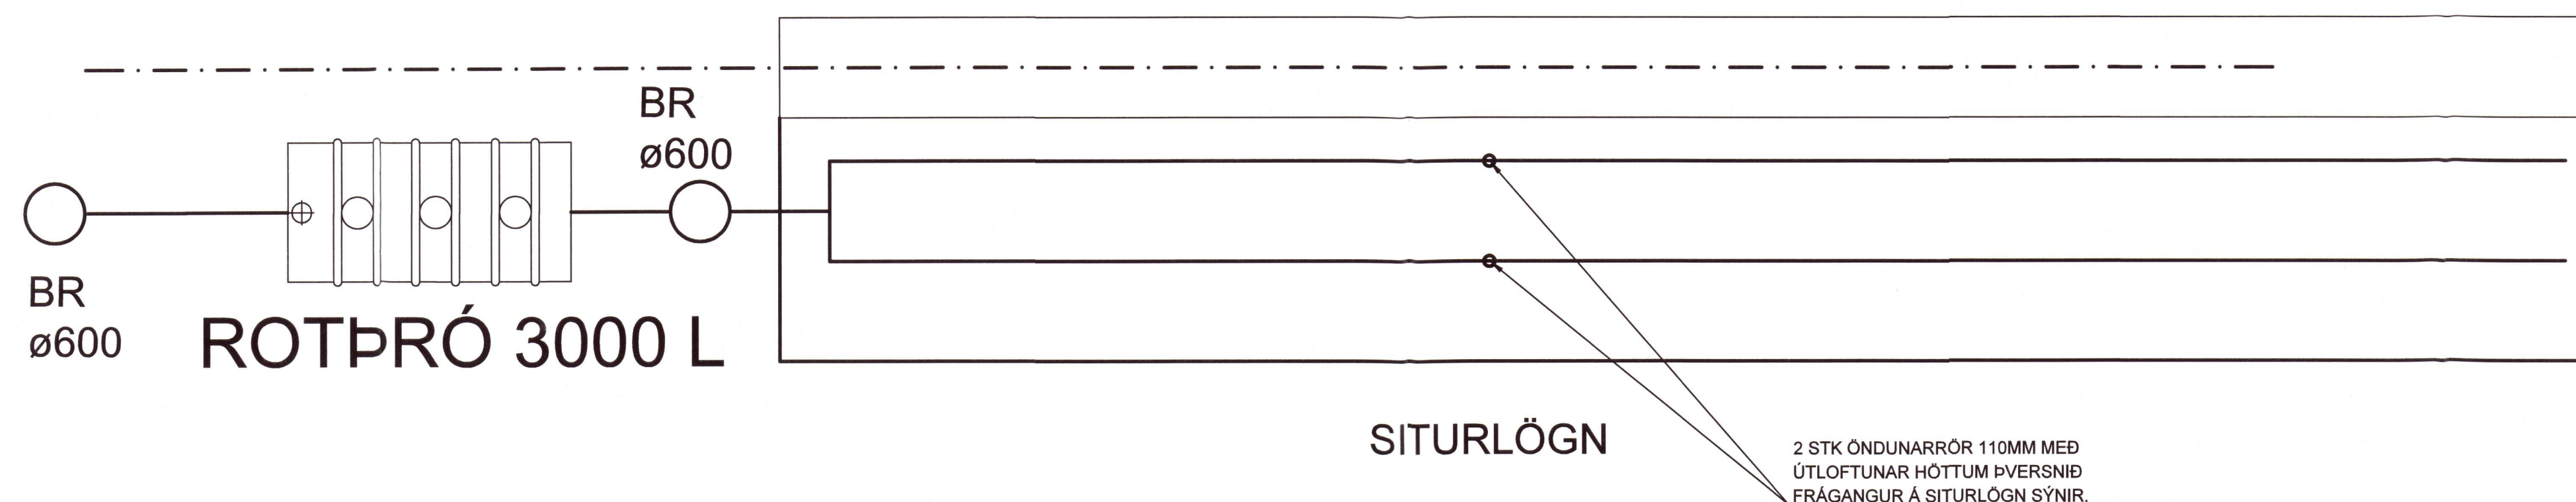 BR
ø600
BR
ø600
ROTÞRÓ 3000 L
SITURLÖGN
2 STK ÖNDUNARRÖR 110MM MEÐ
ÚTLOFTUNAR HÖTTUM ÞVERSNIÐ
FRÁGANGUR Á SITURLÖGN SÝNIR.